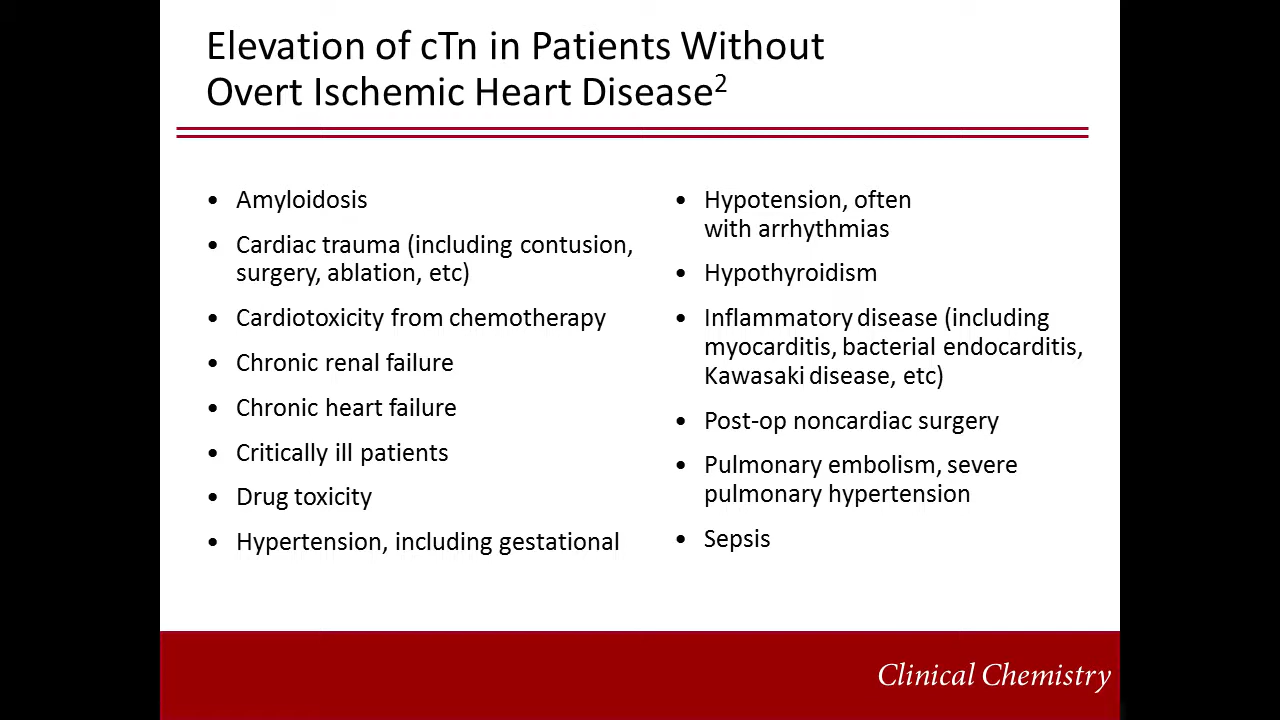 Elevation of cTn in Patients Without
Overt Ischemic Heart Disease²
• Amyloidosis
• Cardiac trauma (including contusion,
surgery, ablation, etc)
• Cardiotoxicity from chemotherapy
• Chronic renal failure
• Chronic heart failure
• Critically ill patients
• Drug toxicity
• Hypertension, including gestational
• Hypotension, often
with arrhythmias
• Hypothyroidism
• Inflammatory disease (including
myocarditis, bacterial endocarditis,
Kawasaki disease, etc)
• Post-op noncardiac surgery
• Pulmonary embolism, severe
pulmonary hypertension
• Sepsis
Clinical Chemistry